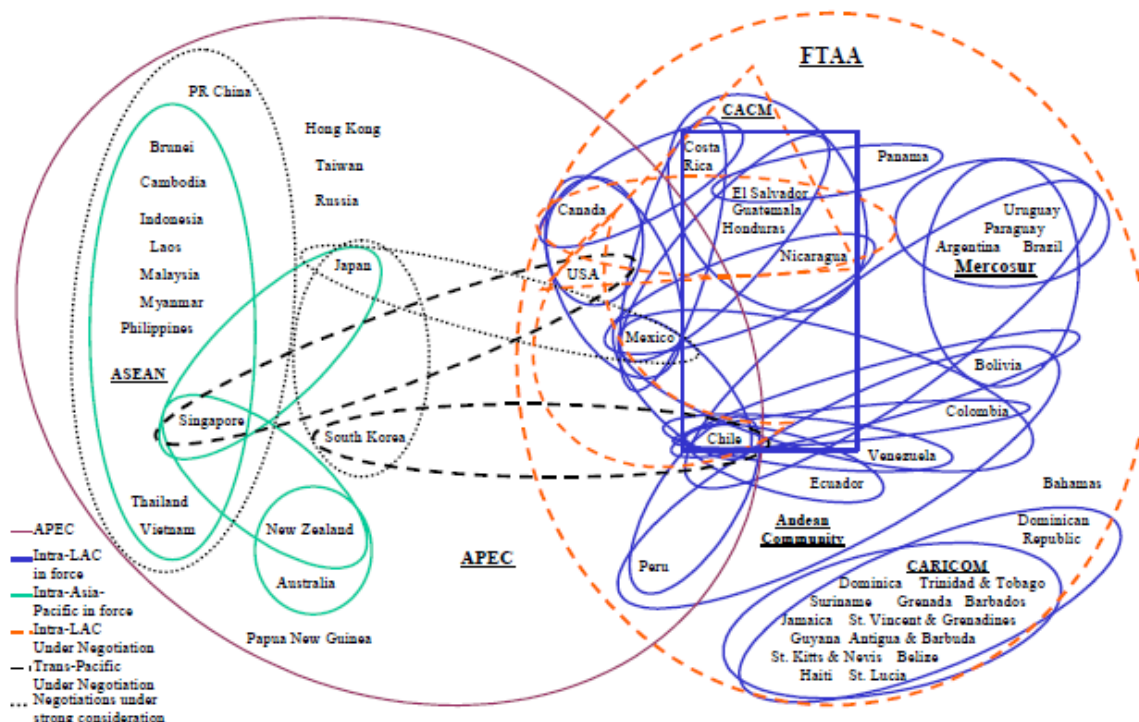 FTAA
PR China
CACM
Hong Kong
Brunei
Costa
Rica
Panama
Taiwan
Cambodia
El Salvador
Russia
Canada
Guatemala
Uruguay
Indonesia
Honduras
Paraguay
Laos
Argentina Brazil
Japan
Nicaragua
Mercosur
Malaysia
USA
Myanmar
Philippines
Mexico
Bolivia
ASEAN
Colombia
Singapore
South Korea
Chile
Venezuela
Ecuador
Bahamas
Thailand
Vietnam
New Zealand
Andean
Community
Dominican
Republic
APEC
Peru
CARICOM
Australia
Dominica Trinidad & Tobago
Suriname Grenada Barbados
Jamaica St. Vincent & Grenadines
Papua New Guinea
Guyana Antigua & Barbuda
St. Kitts & Nevis Belize
Haiti St. Lucia
APEC
Intra-LAC
in force
Intra-Asia-
Pacific in force
Intra-LAC
Under Negotiation
Trans-Pacific
Under Negotiation
Negotiations under
strong consideration